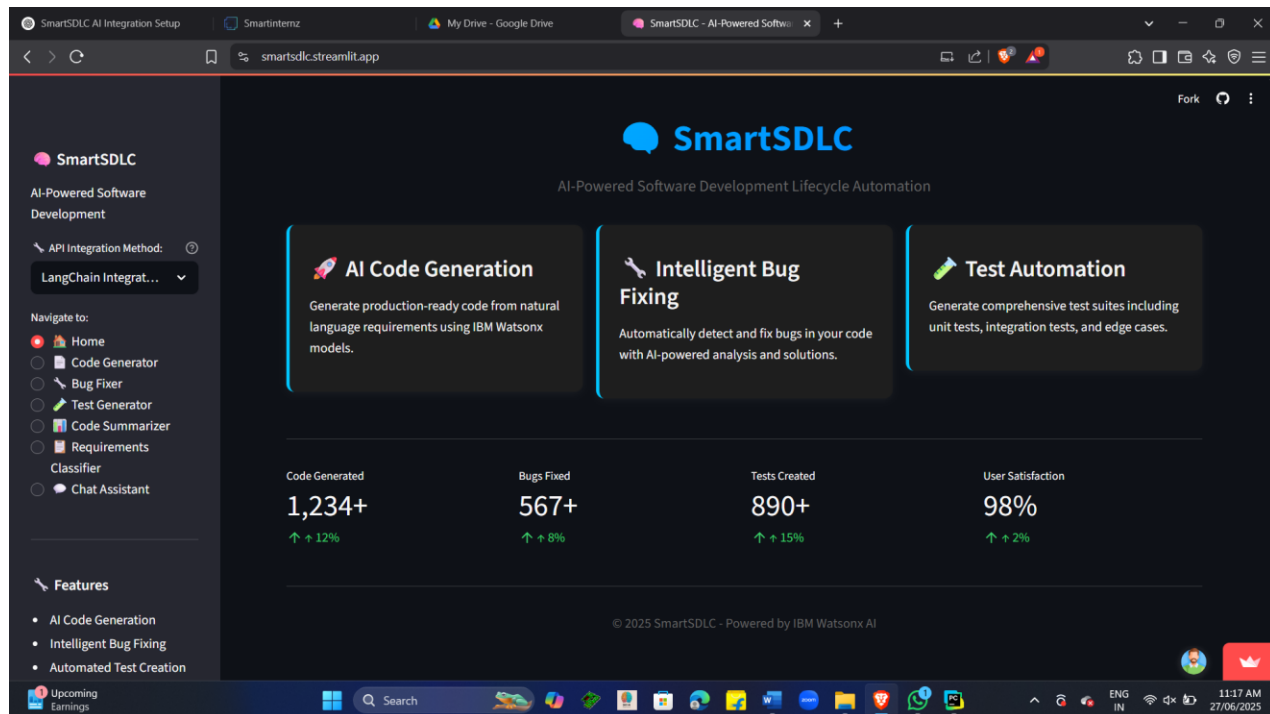 SmartSDLC AI Integration Setup
Smartinternz
My Drive - Google Drive
SmartSDLC - AI-Powered Softwa
smartsdlc.streamlit.app
2
Fork
SmartSDLC
AI-Powered Software
Development
API Integration Method:
LangChain Integrat...
Navigate to:
Home
Code Generator
Bug Fixer
Test Generator
Code Summarizer
Requirements
Classifier
Chat Assistant
Features
AI Code Generation
Intelligent Bug Fixing
Automated Test Creation
SmartSDLC
AI-Powered Software Development Lifecycle Automation
AI Code Generation
Generate production-ready code from natural
language requirements using IBM Watsonx
models.
Intelligent Bug
Fixing
Automatically detect and fix bugs in your code
with AI-powered analysis and solutions.
Test Automation
Generate comprehensive test suites including
unit tests, integration tests, and edge cases.
Code Generated
1,234+
↑ ↑ 12%
Bugs Fixed
567+
↑ ↑ 8%
Tests Created
890+
↑ ↑ 15%
User Satisfaction
98%
↑ ↑ 2%
© 2025 SmartSDLC - Powered by IBM Watsonx AI
1
Upcoming
Earnings
Search
zoom
1
PC
ENG
IN
11:17 AM
27/06/2025